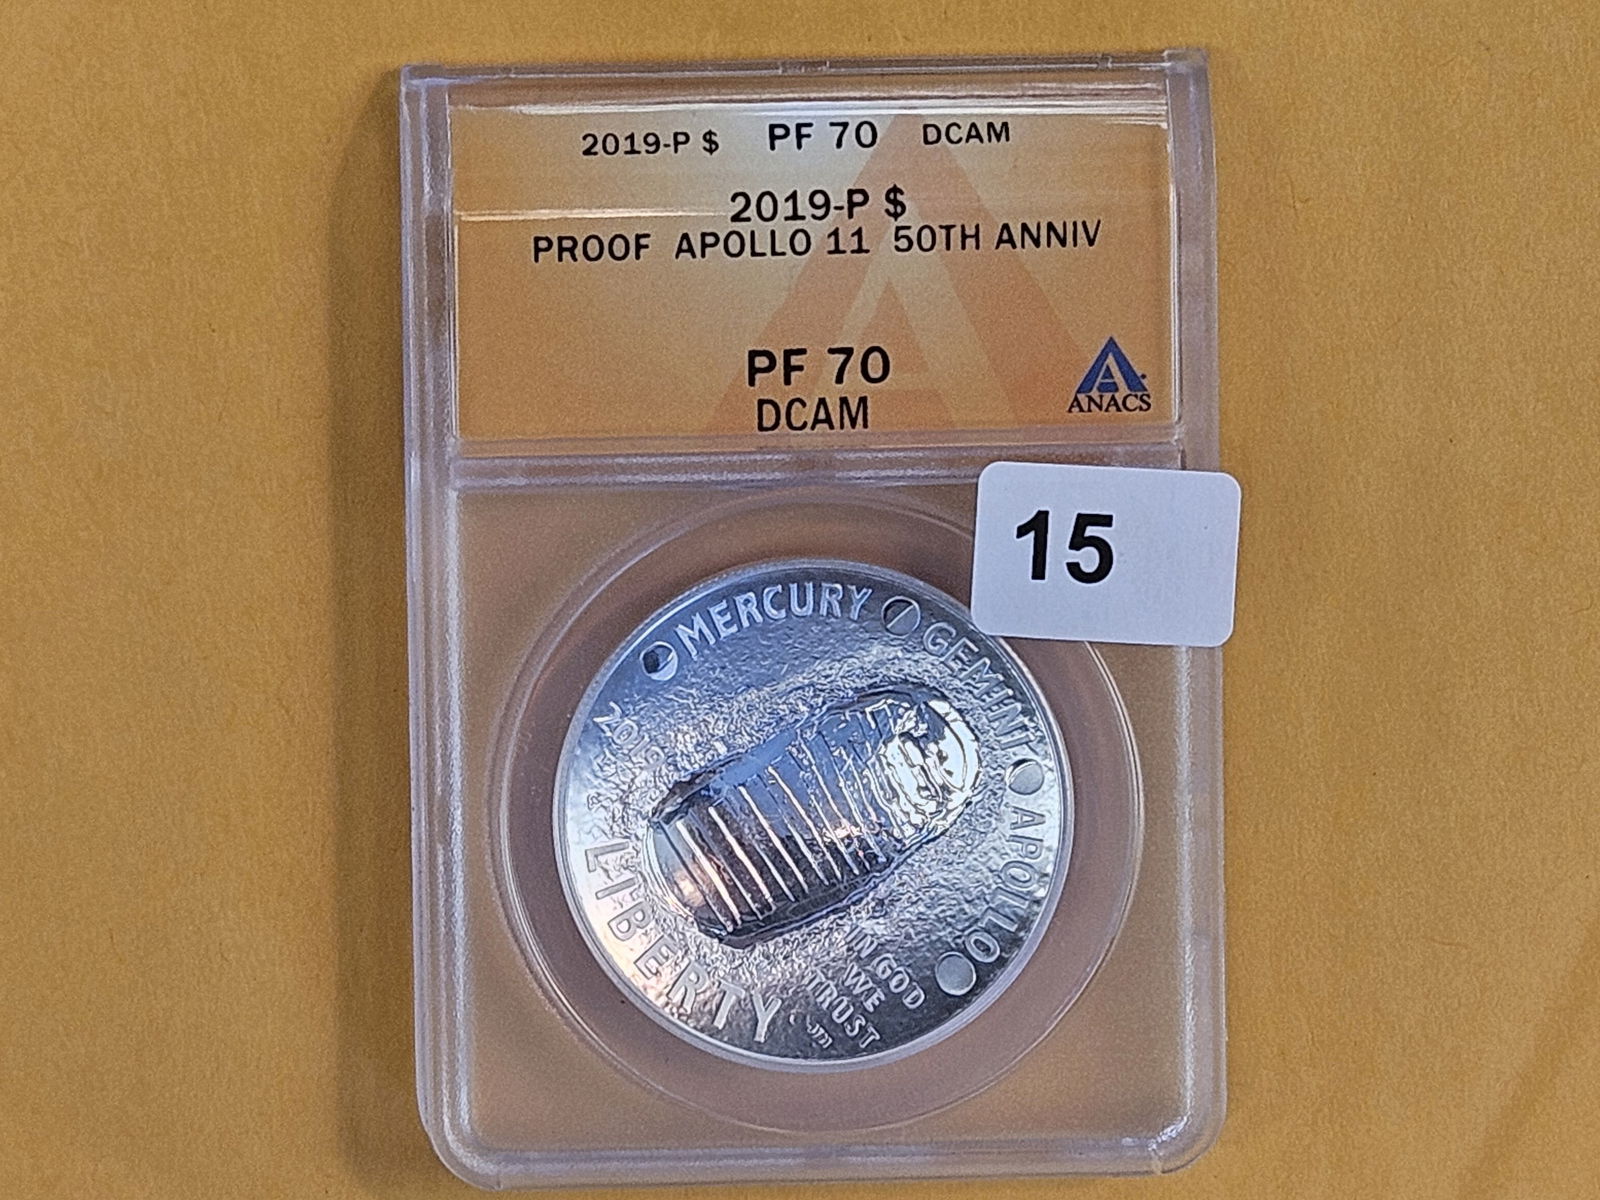 2019-P $ PF 70 DCAM
2019-P $
PROOF APOLLO 11 50TH ANNIV
PF 70
DCAM
ANACS
15
MERCURY GEMINI APOLLO
2019
LIBERTY
IN GOD
WE
TRUST